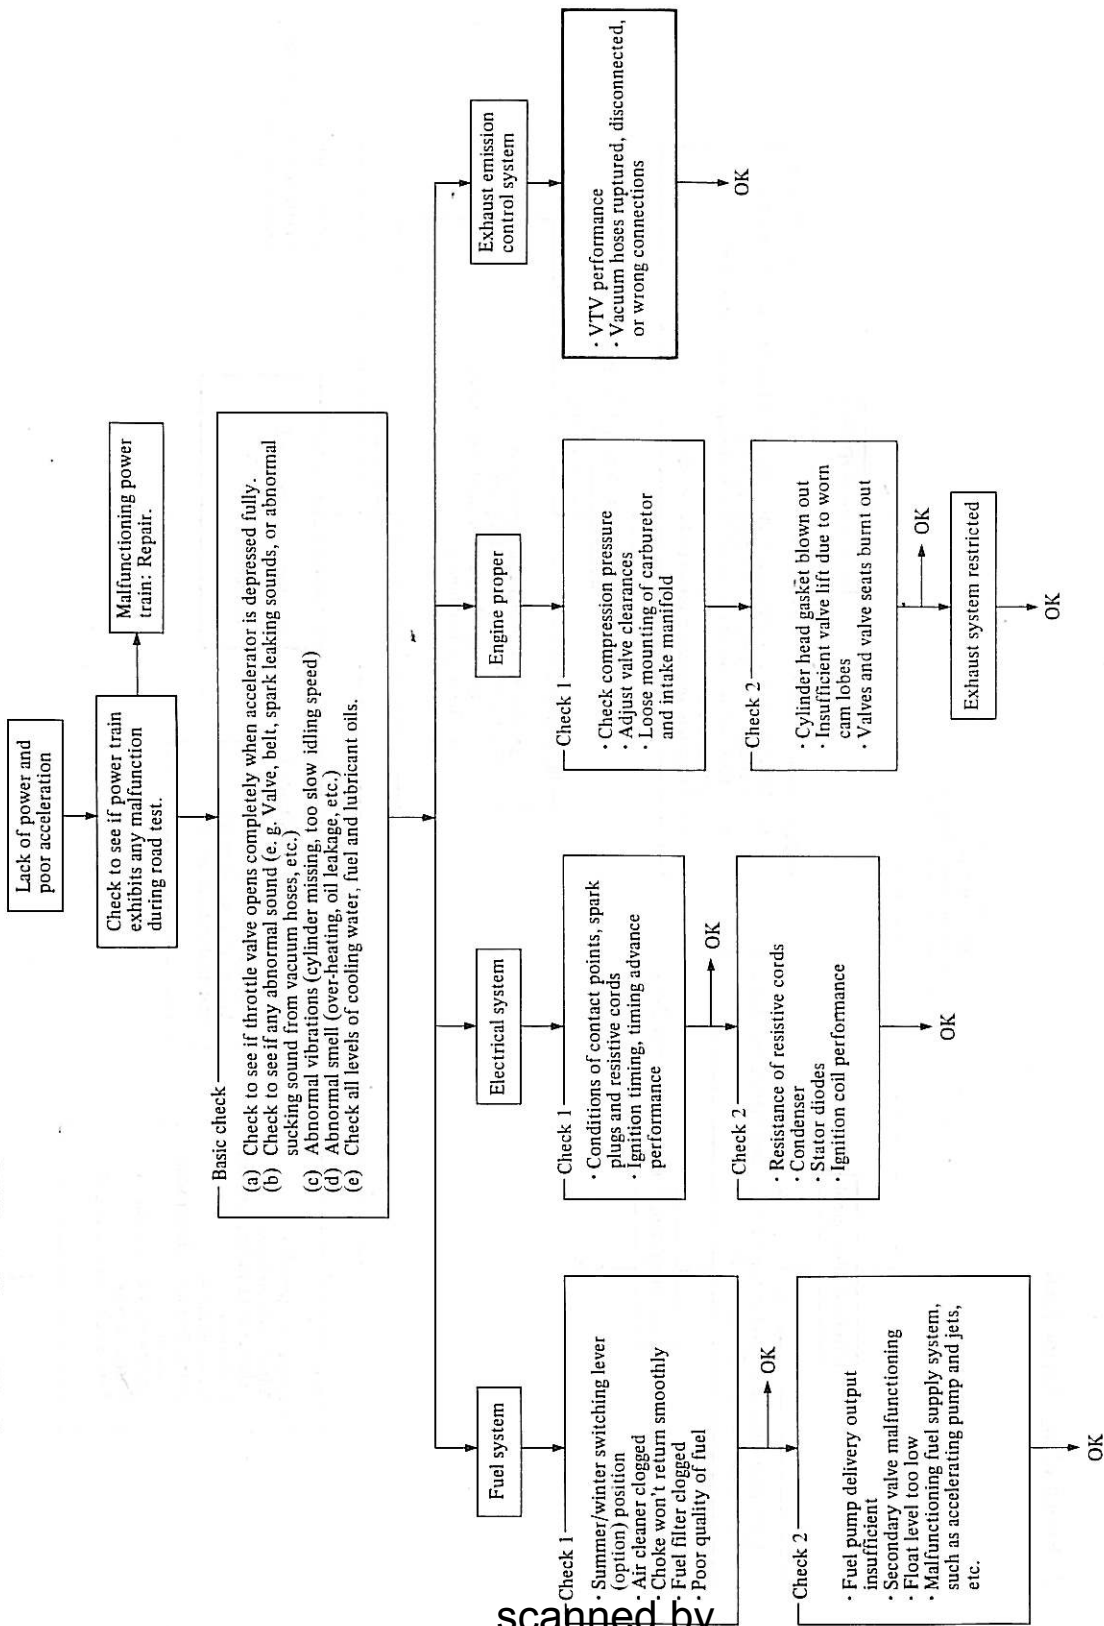 Lack of power and
poor acceleration
Check to see if power train
exhibits any malfunction
during road test.
Malfunctioning power
train: Repair.
Basic check
(a) Check to see if throttle valve opens completely when accelerator is depressed fully.
(b) Check to see if any abnormal sound (e. g. Valve, belt, spark leaking sounds, or abnormal
sucking sound from vacuum hoses, etc.)
(c) Abnormal vibrations (cylinder missing, too slow idling speed)
(d) Abnormal smell (over-heating, oil leakage, etc.)
(e) Check all levels of cooling water, fuel and lubricant oils.
Fuel system
Check 1
· Summer/winter switching lever
(option) position
· Air cleaner clogged
· Choke won't return smoothly
· Fuel filter clogged
· Poor quality of fuel
OK
Check 2
· Fuel pump delivery output
insufficient
· Secondary valve malfunctioning
· Float level too low
· Malfunctioning fuel supply system,
such as accelerating pump and jets,
etc.
OK
Electrical system
Check 1
· Conditions of contact points, spark
plugs and resistive cords
· Ignition timing, timing advance
performance
OK
Check 2
· Resistance of resistive cords
· Condenser
· Stator diodes
· Ignition coil performance
OK
Engine proper
Check 1
· Check compression pressure
· Adjust valve clearances
· Loose mounting of carburetor
and intake manifold
Check 2
· Cylinder head gasket blown out
· Insufficient valve lift due to worn
cam lobes
· Valves and valve seats burnt out
OK
Exhaust system restricted
OK
Exhaust emission
control system
· VTV performance
· Vacuum hoses ruptured, disconnected,
or wrong connections
OK
scanned by